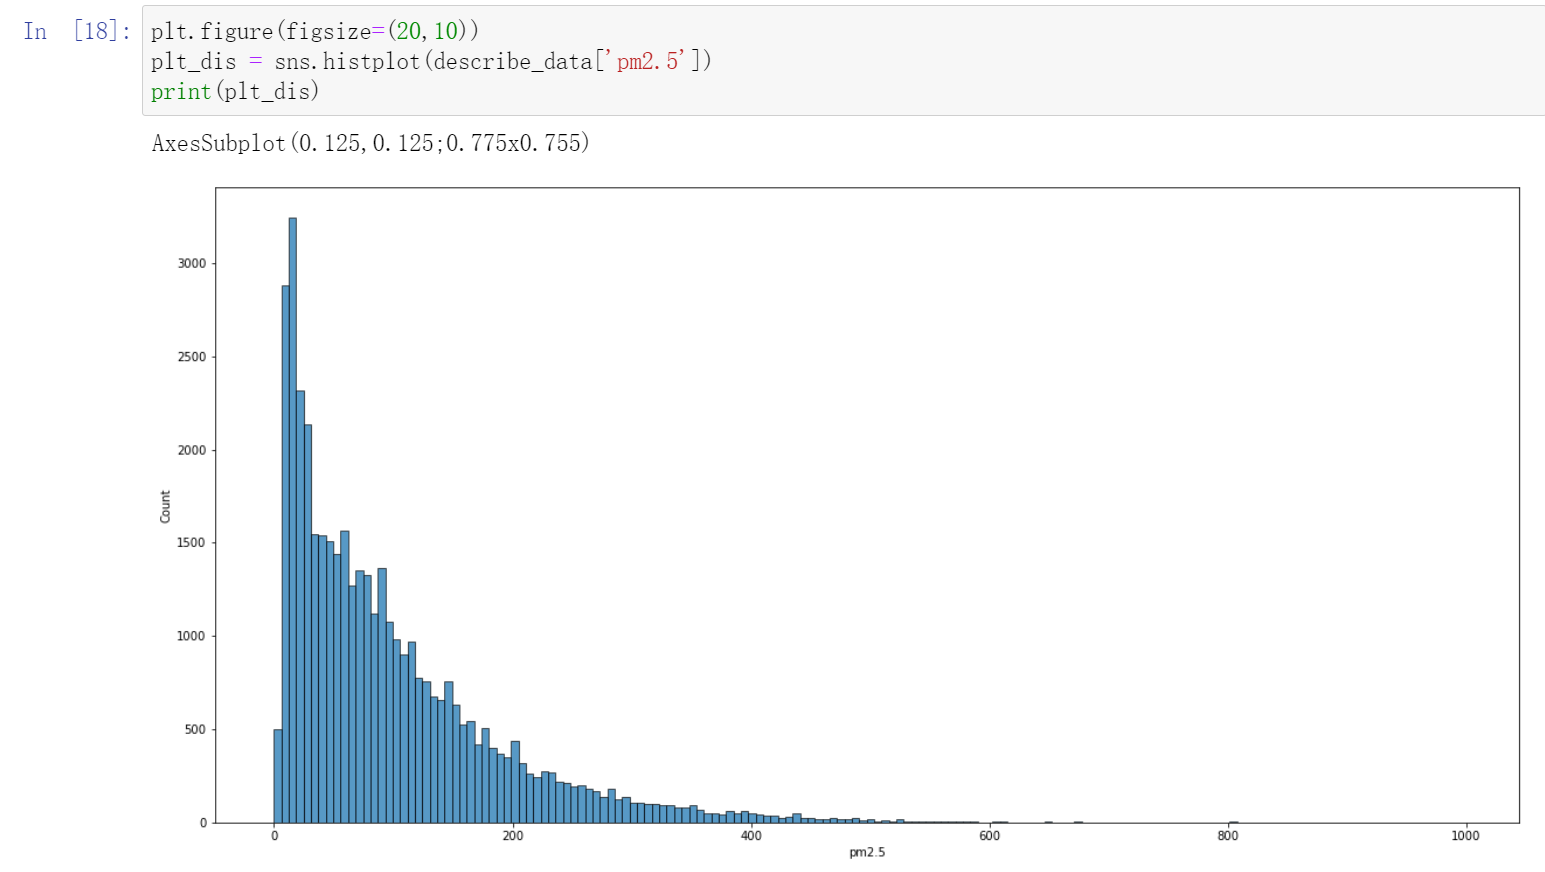 In [18]:
plt.figure(figsize=(20,10))
plt_dis = sns.histplot(describe_data['pm2.5'])
print(plt_dis)
AxesSubplot(0.125,0.125;0.775x0.755)
3000
2500
2000
1500
1000
500
0
Count
0 200 400 600 800 1000
pm2.5